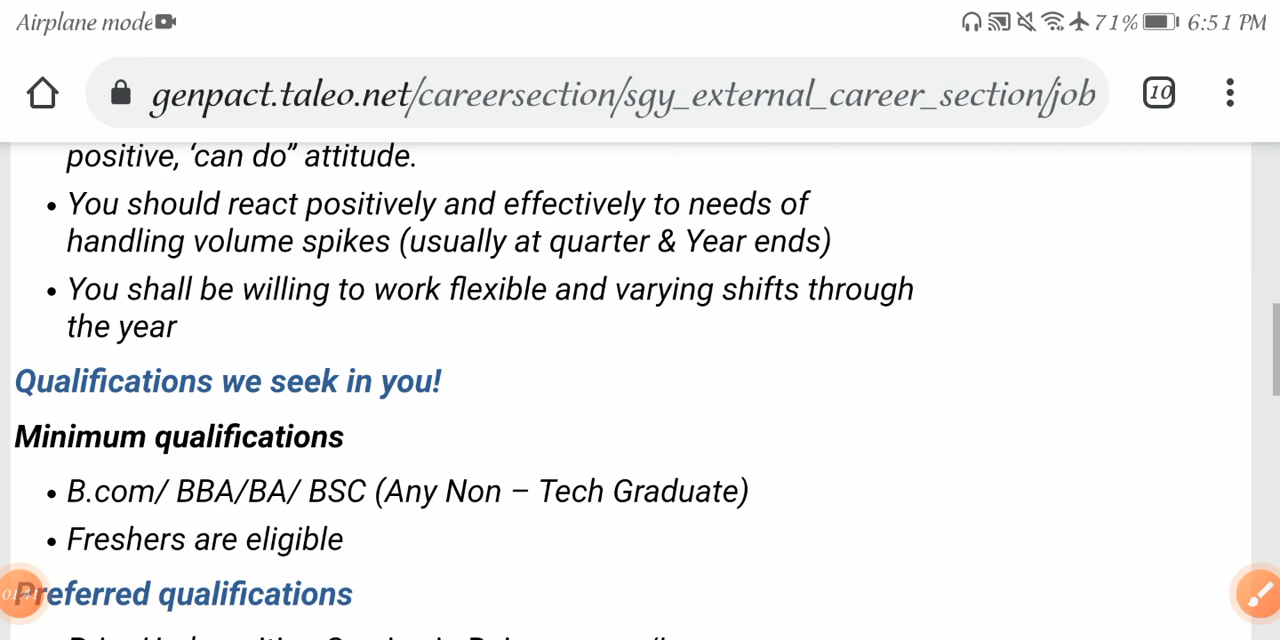 Airplane mode 71% 6:51 PM
genpact.taleo.net/careersection/sgy_external_career_section/job 10
positive, ‘can do” attitude.
• You should react positively and effectively to needs of
handling volume spikes (usually at quarter & Year ends)
• You shall be willing to work flexible and varying shifts through
the year
Qualifications we seek in you!
Minimum qualifications
• B.com/ BBA/BA/ BSC (Any Non – Tech Graduate)
• Freshers are eligible
01:41
Preferred qualifications